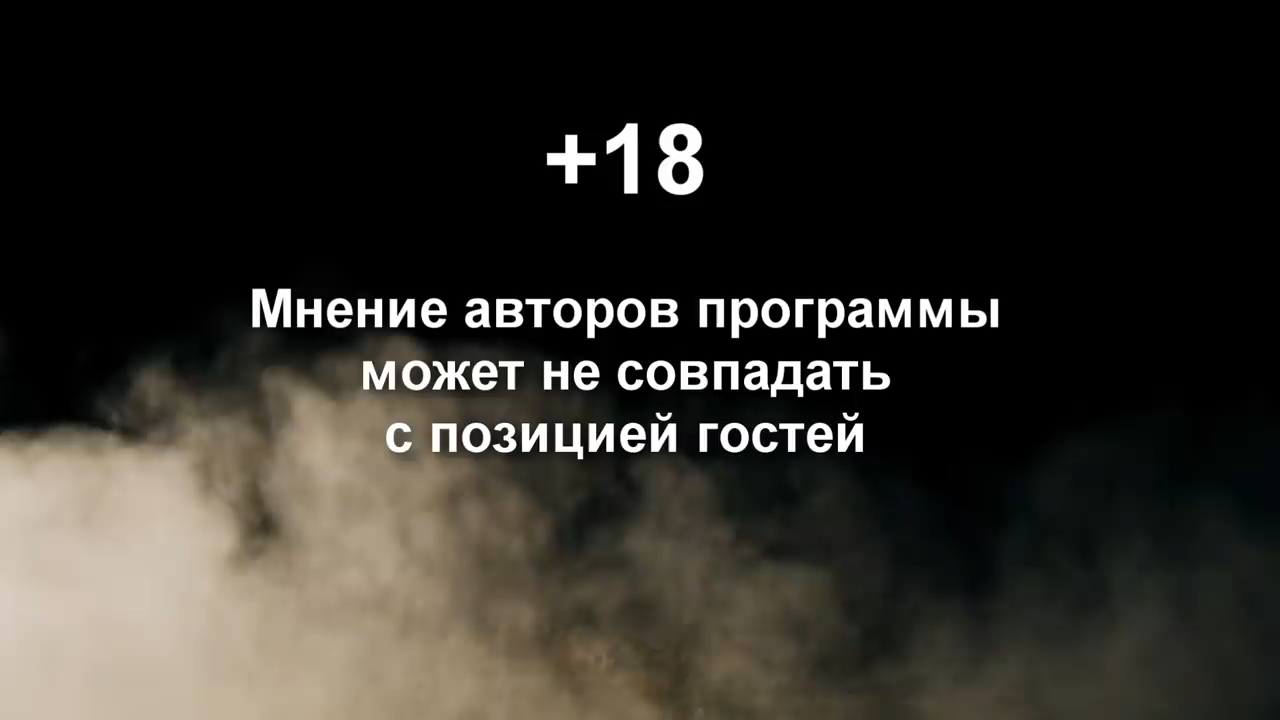 +18
Мнение авторов программы
может не совпадать
с позицией гостей